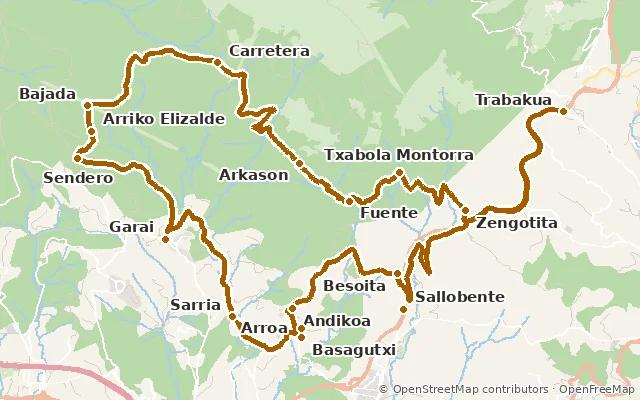 Carretera
Bajada
Trabakua
Arriko Elizalde
Txabola Montorra
Arkason
Sendero
Fuente
Garai
Zengotita
Besoita
Sallobente
Sarria
Arroa
Andikoa
Basagutxi
© OpenStreetMap contributors © OpenFreeMap